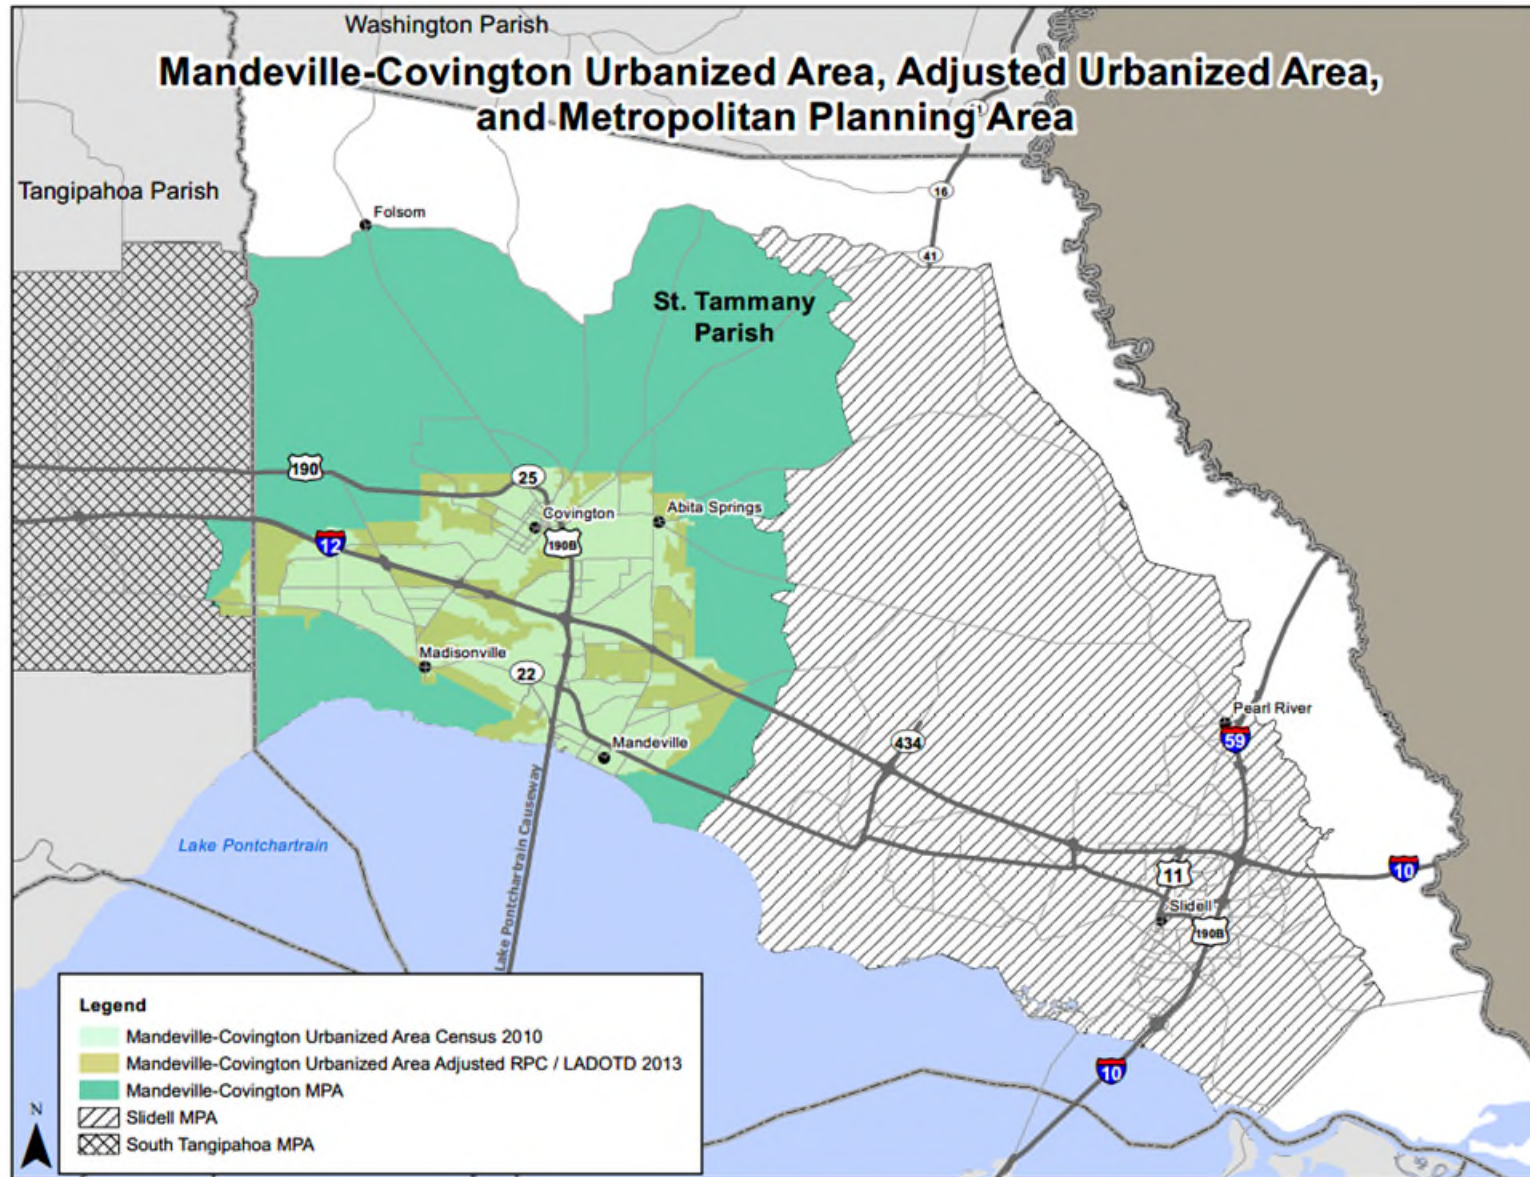 Washington Parish
Mandeville-Covington Urbanized Area, Adjusted Urbanized Area,
and Metropolitan Planning Area
Tangipahoa Parish
16
Folsom
41
St. Tammany
Parish
190
25
Covington
Abita Springs
190B
12
Madisonville
22
Pearl River
Mandeville
434
59
Lake Pontchartrain Causeway
Lake Pontchartrain
10
11
Slidell
190B
10
Legend
Mandeville-Covington Urbanized Area Census 2010
Mandeville-Covington Urbanized Area Adjusted RPC / LADOTD 2013
Mandeville-Covington MPA
Slidell MPA
South Tangipahoa MPA
N